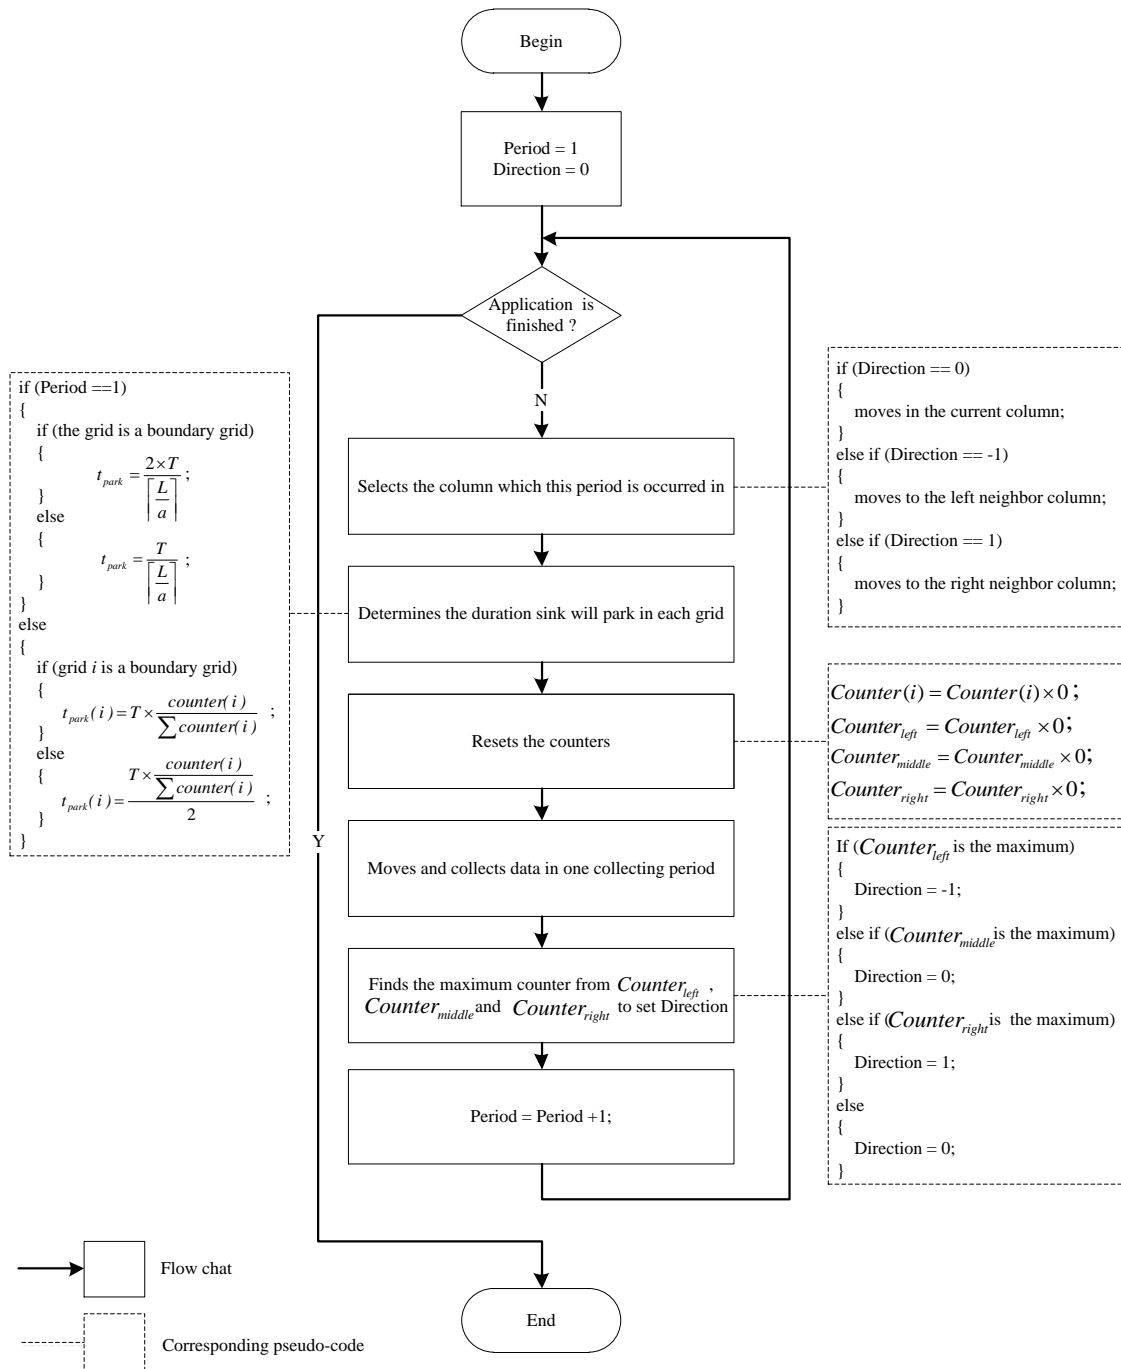 Begin
Period = 1
Direction = 0
Application is
finished ?
N
Y
Selects the column which this period is occurred in
Determines the duration sink will park in each grid
Resets the counters
Moves and collects data in one collecting period
Finds the maximum counter from Counter_left ,
Counter_middle and Counter_right to set Direction
Period = Period +1;
End
if (Period ==1)
{
if (the grid is a boundary grid)
{
t_park = 2×T / ⌈L/a⌉ ;
}
else
{
t_park = T / ⌈L/a⌉ ;
}
}
else
{
if (grid i is a boundary grid)
{
t_park(i) = T × counter(i) / ∑ counter(i) ;
}
else
{
t_park(i) = T × counter(i) / ∑ counter(i) / 2 ;
}
}
if (Direction == 0)
{
moves in the current column;
}
else if (Direction == -1)
{
moves to the left neighbor column;
}
else if (Direction == 1)
{
moves to the right neighbor column;
}
Counter(i) = Counter(i)×0 ;
Counter_left = Counter_left ×0;
Counter_middle = Counter_middle ×0;
Counter_right = Counter_right ×0;
If (Counter_left is the maximum)
{
Direction = -1;
}
else if (Counter_middle is the maximum)
{
Direction = 0;
}
else if (Counter_right is the maximum)
{
Direction = 1;
}
else
{
Direction = 0;
}
Flow chat
Corresponding pseudo-code